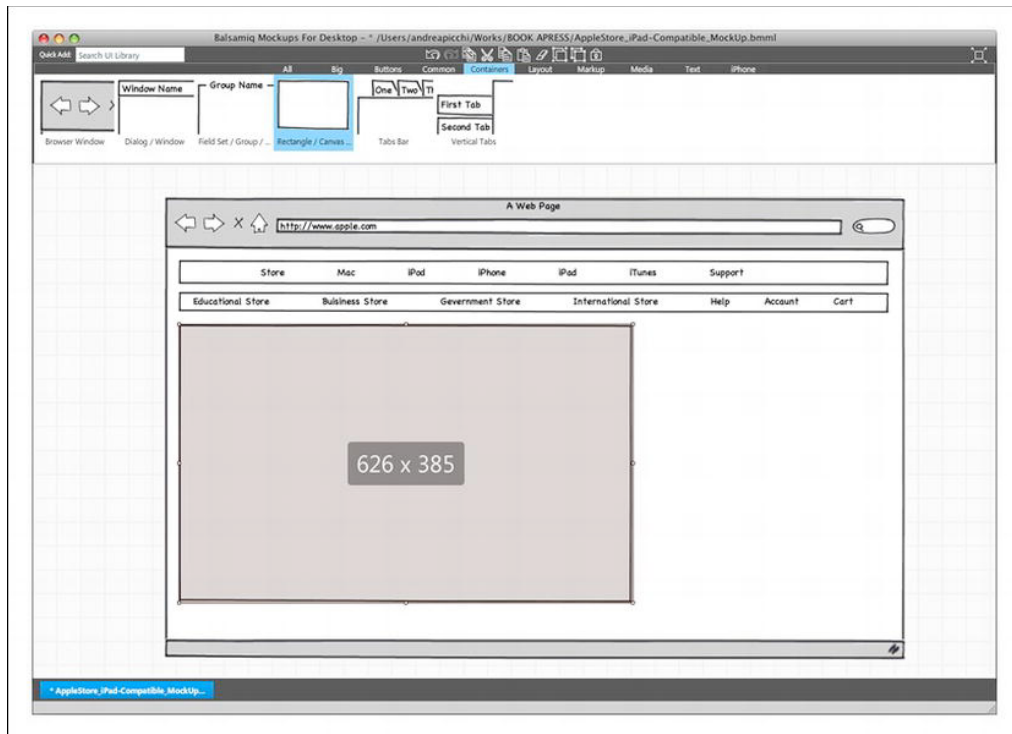 Balsamiq Mockups For Desktop - * /Users/andreapicchi/Works/BOOK APRESS/AppleStore_iPad-Compatible_MockUp.bmml
Quick Add: Search UI Library
All Big Buttons Common Containers Layout Markup Media Text iPhone
Window Name Group Name One Two Th
First Tab
Second Tab
Browser Window Dialog / Window Field Set / Group / ... Rectangle / Canvas ... Tabs Bar Vertical Tabs
A Web Page
http://www.apple.com
Store Mac iPod iPhone iPad iTunes Support
Educational Store Buisiness Store Gevernment Store International Store Help Account Cart
626 x 385
* AppleStore_iPad-Compatible_MockUp...